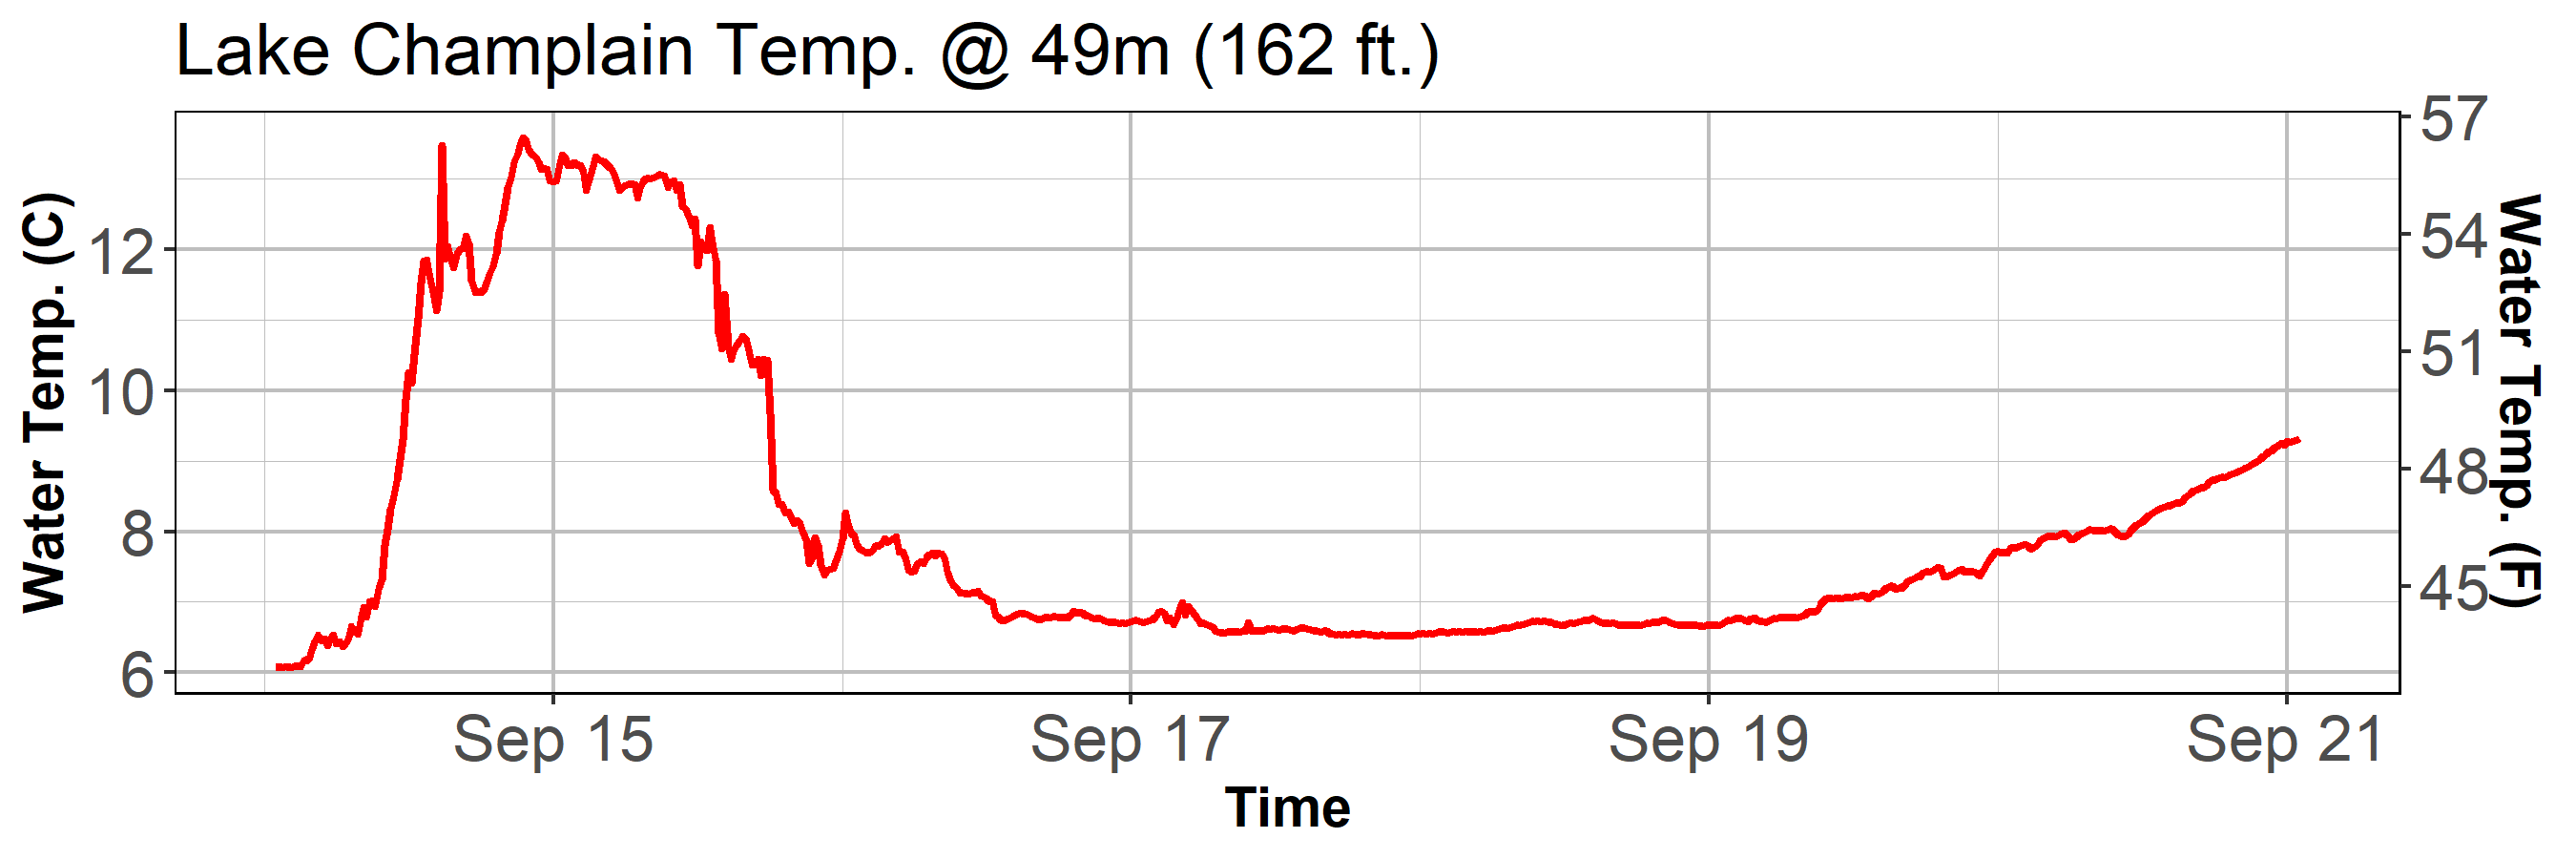 Lake Champlain Temp. @ 49m (162 ft.)
Water Temp. (C)
12
10
8
6
57
54
51
48
45
Water Temp. (F)
Sep 15
Sep 17
Sep 19
Sep 21
Time